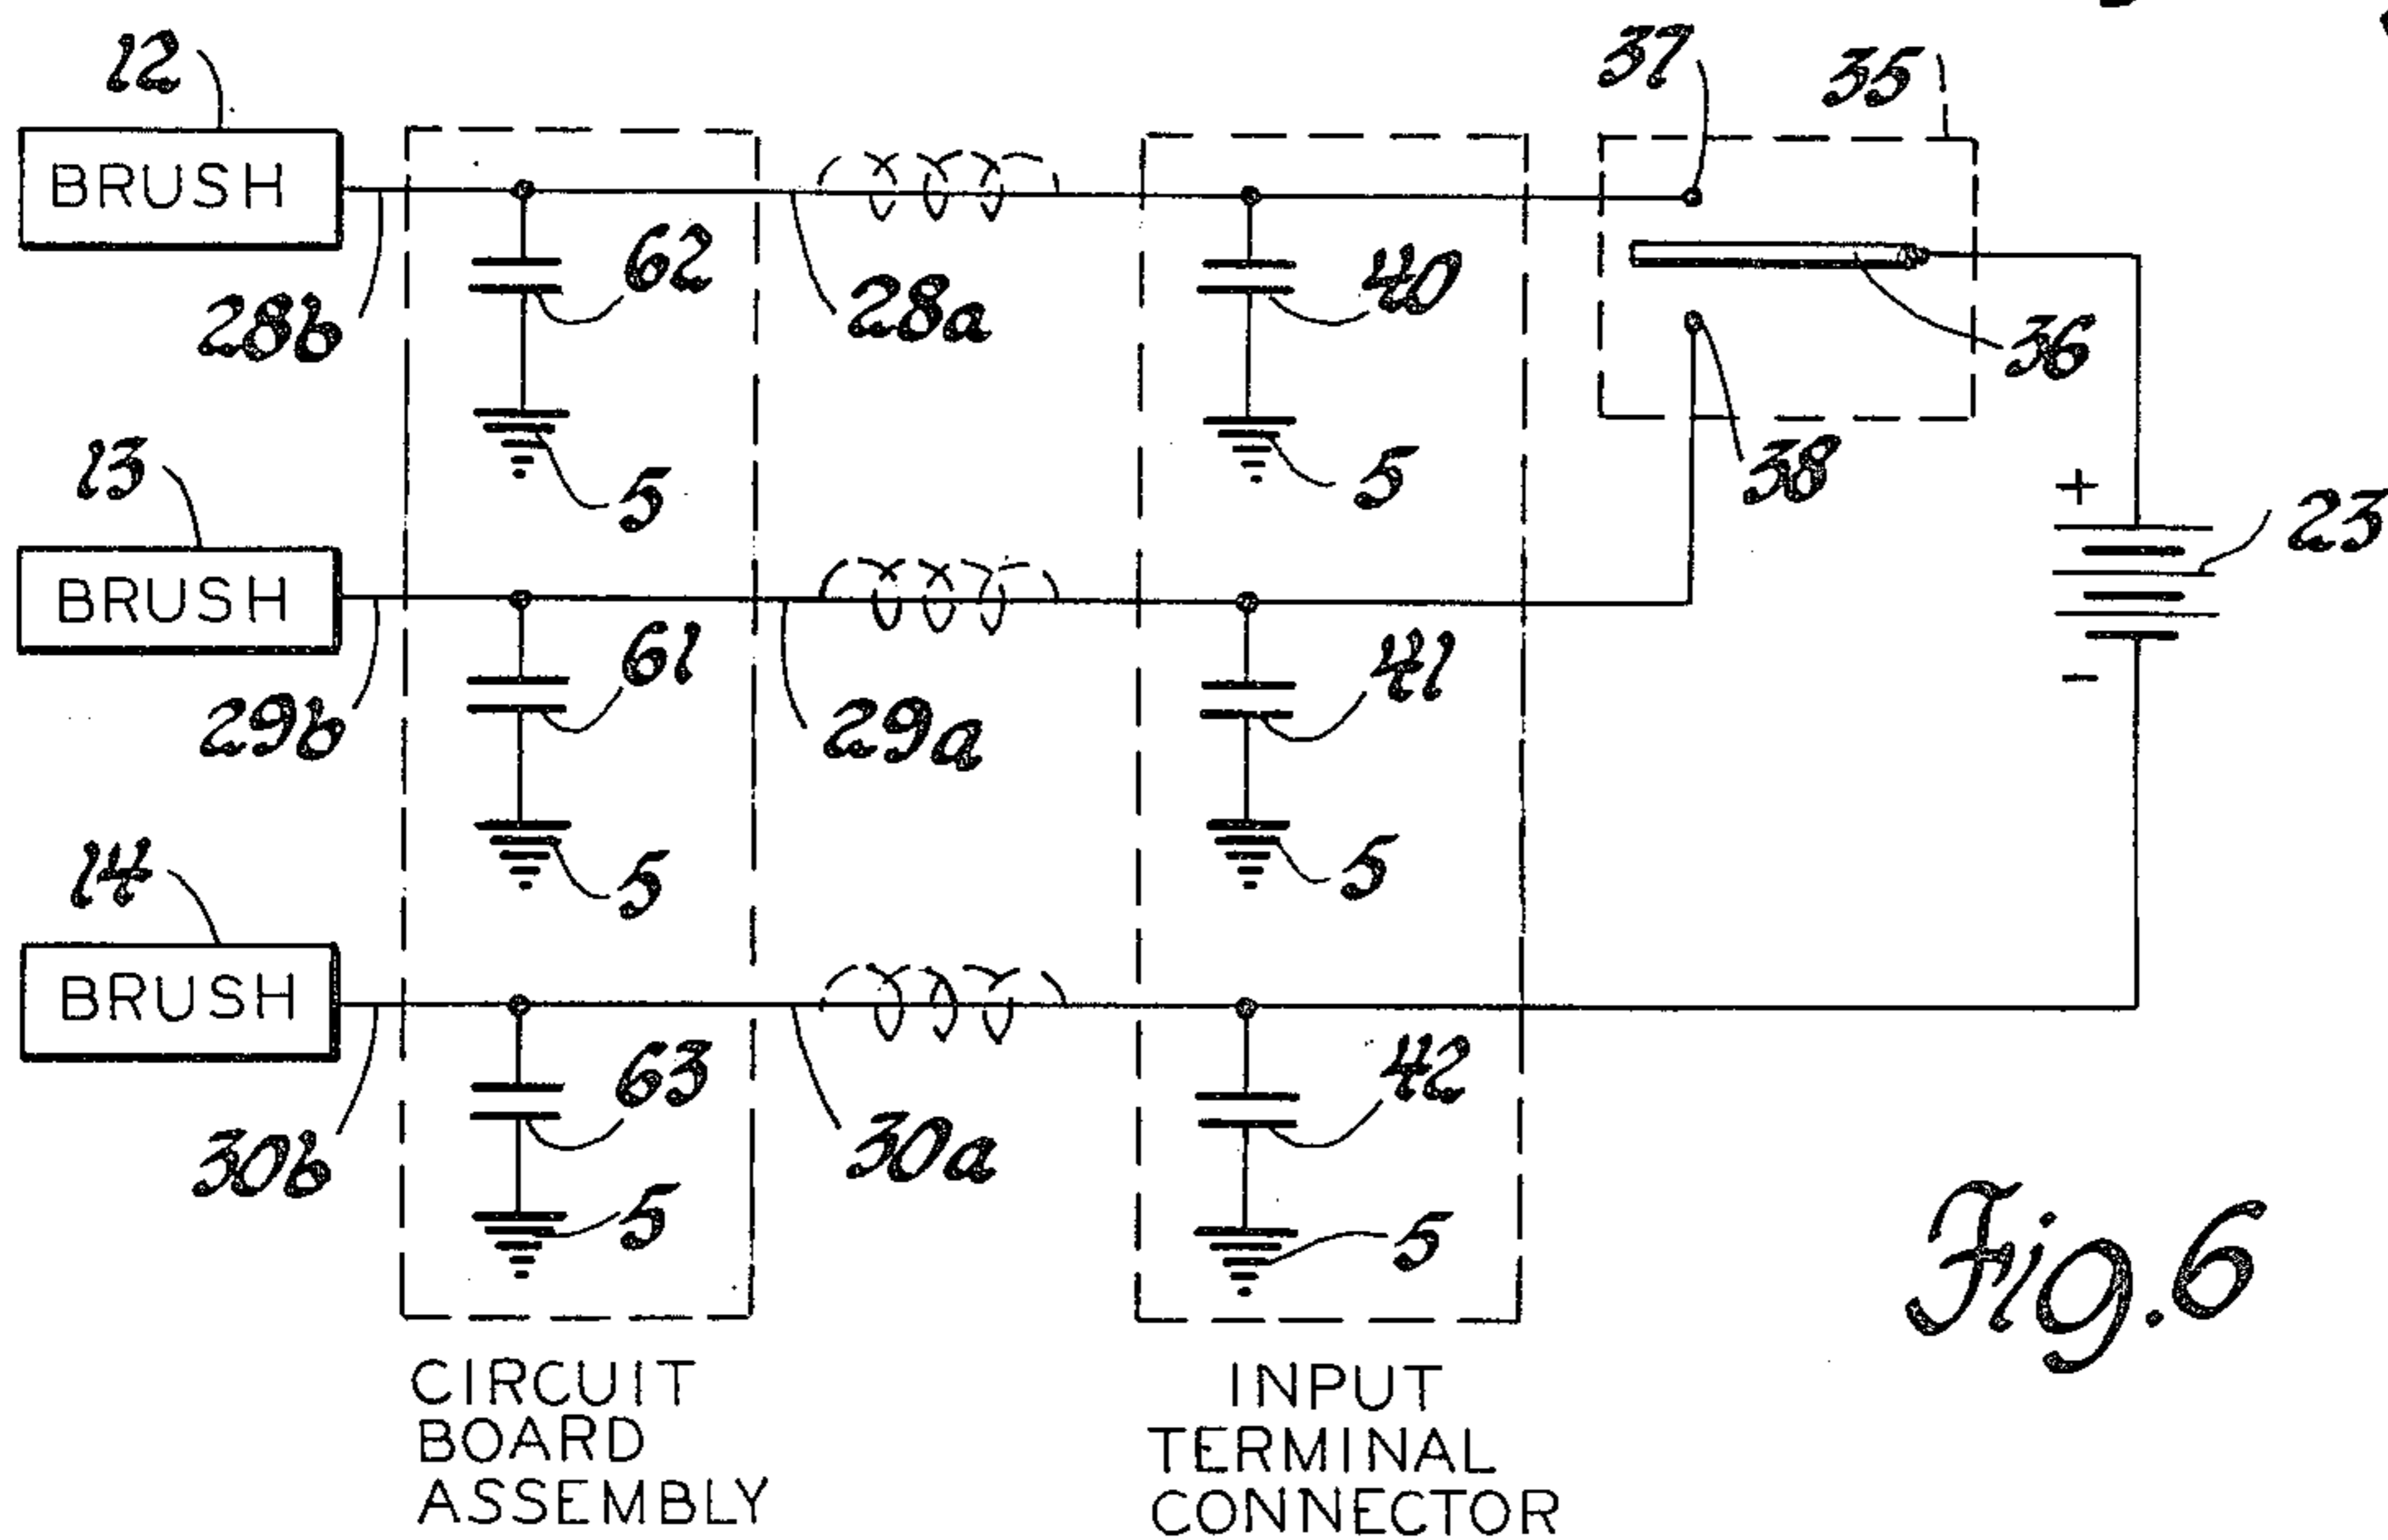 12
37
35
BRUSH
62
28a
40
28b
36
5
5
38
13
+
23
BRUSH
61
41
29b
29a
-
5
5
14
BRUSH
63
42
30b
30a
5
5
Fig.6
CIRCUIT
BOARD
ASSEMBLY
INPUT
TERMINAL
CONNECTOR